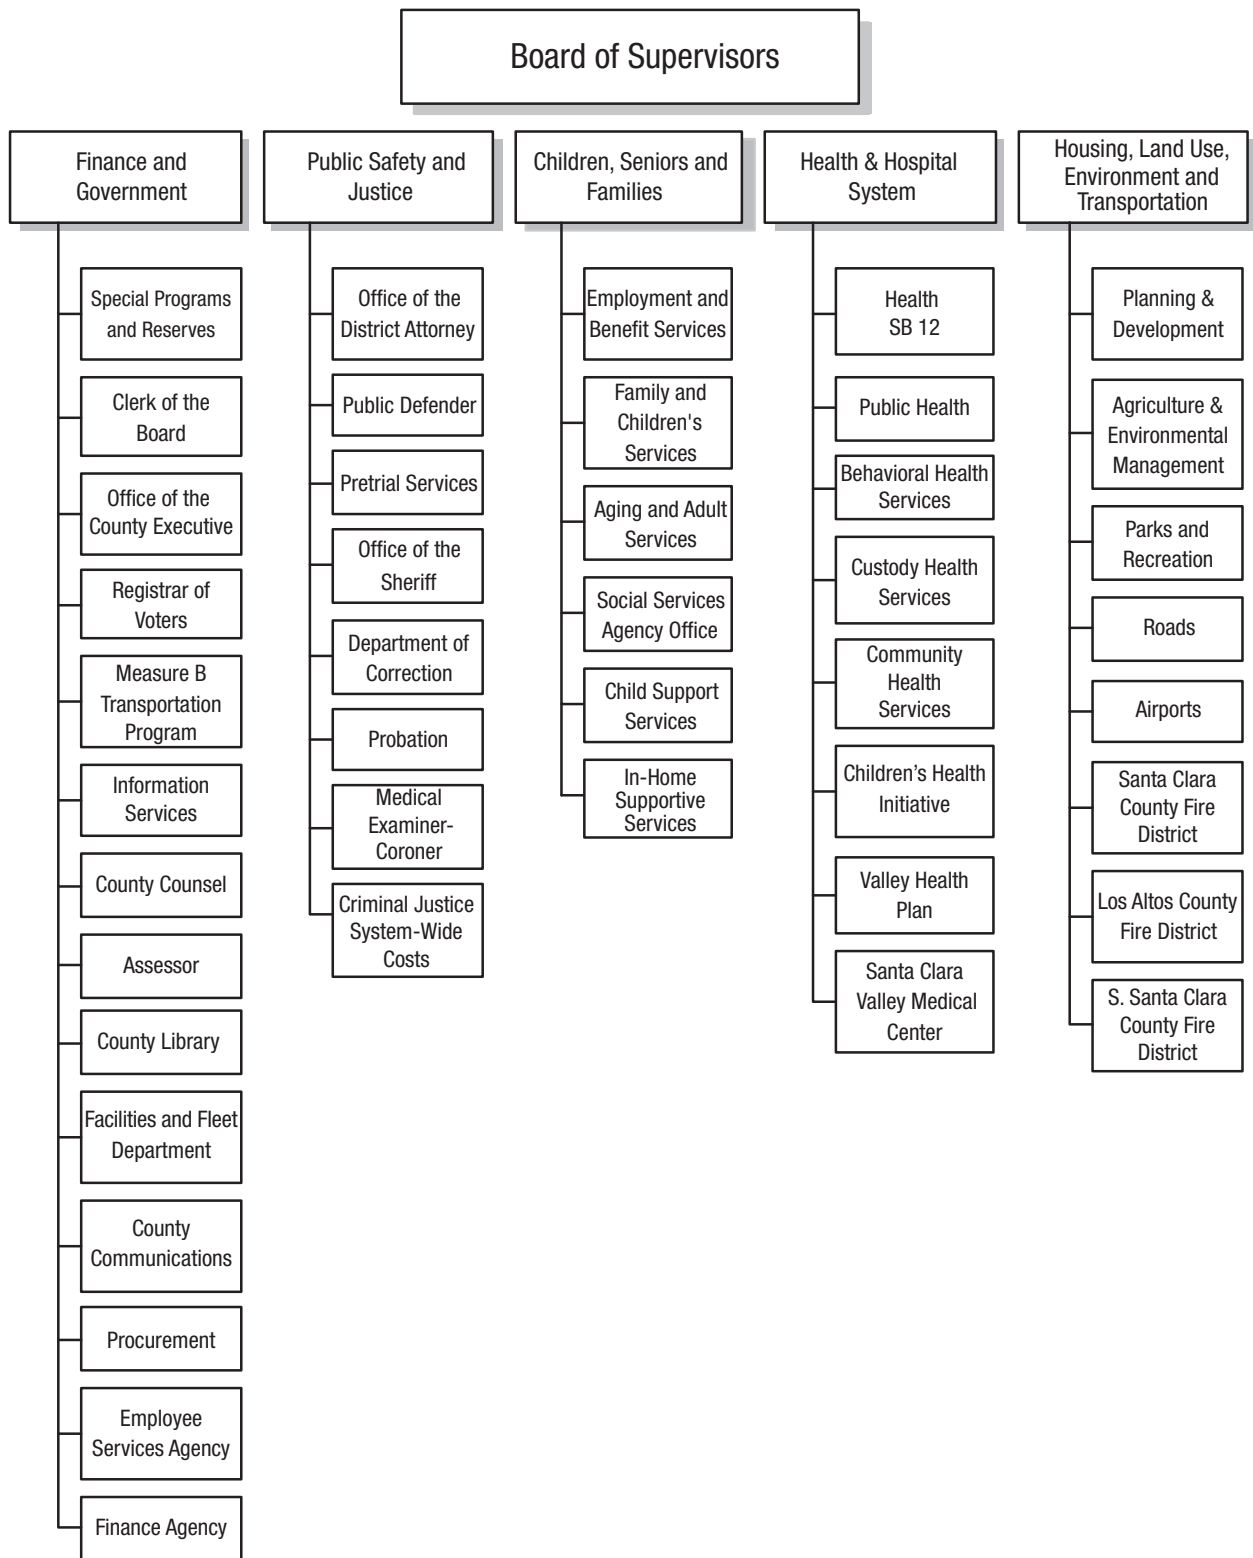 Board of Supervisors
Finance and
Government
Special Programs
and Reserves
Clerk of the
Board
Office of the
County Executive
Registrar of
Voters
Measure B
Transportation
Program
Information
Services
County Counsel
Assessor
County Library
Facilities and Fleet
Department
County
Communications
Procurement
Employee
Services Agency
Finance Agency
Public Safety and
Justice
Office of the
District Attorney
Public Defender
Pretrial Services
Office of the
Sheriff
Department of
Correction
Probation
Medical
Examiner-
Coroner
Criminal Justice
System-Wide
Costs
Children, Seniors and
Families
Employment and
Benefit Services
Family and
Children's
Services
Aging and Adult
Services
Social Services
Agency Office
Child Support
Services
In-Home
Supportive
Services
Health & Hospital
System
Health
SB 12
Public Health
Behavioral Health
Services
Custody Health
Services
Community
Health
Services
Children’s Health
Initiative
Valley Health
Plan
Santa Clara
Valley Medical
Center
Housing, Land Use,
Environment and
Transportation
Planning &
Development
Agriculture &
Environmental
Management
Parks and
Recreation
Roads
Airports
Santa Clara
County Fire
District
Los Altos County
Fire District
S. Santa Clara
County Fire
District